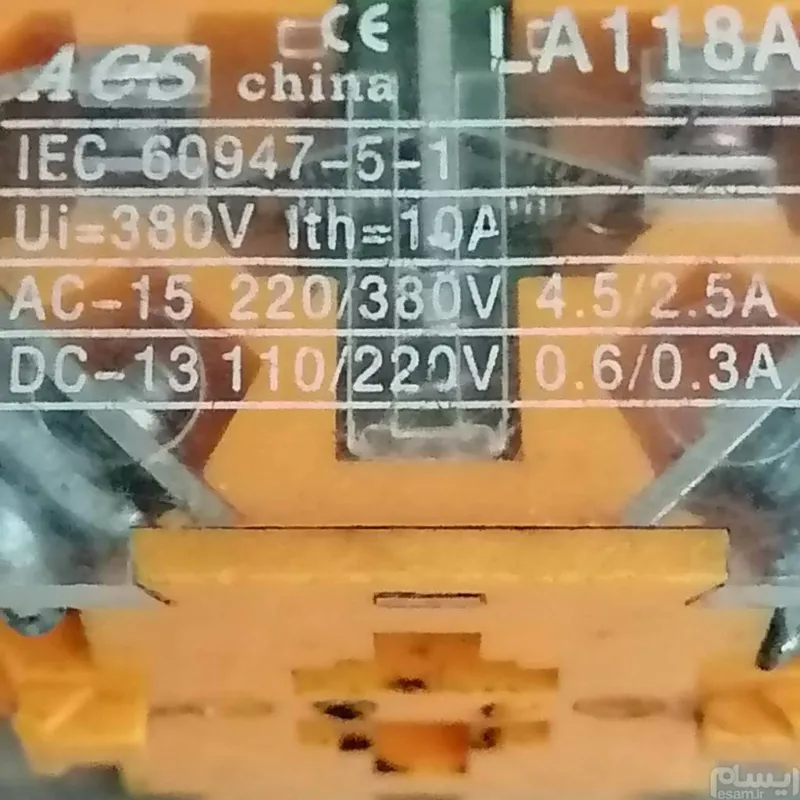 CE LA118A
ACS china
IEC 60947-5-1
Ui=380V Ith=10A
AC-15 220/380V 4.5/2.5A
DC-13 110/220V 0.6/0.3A
ایسام
esam.ir